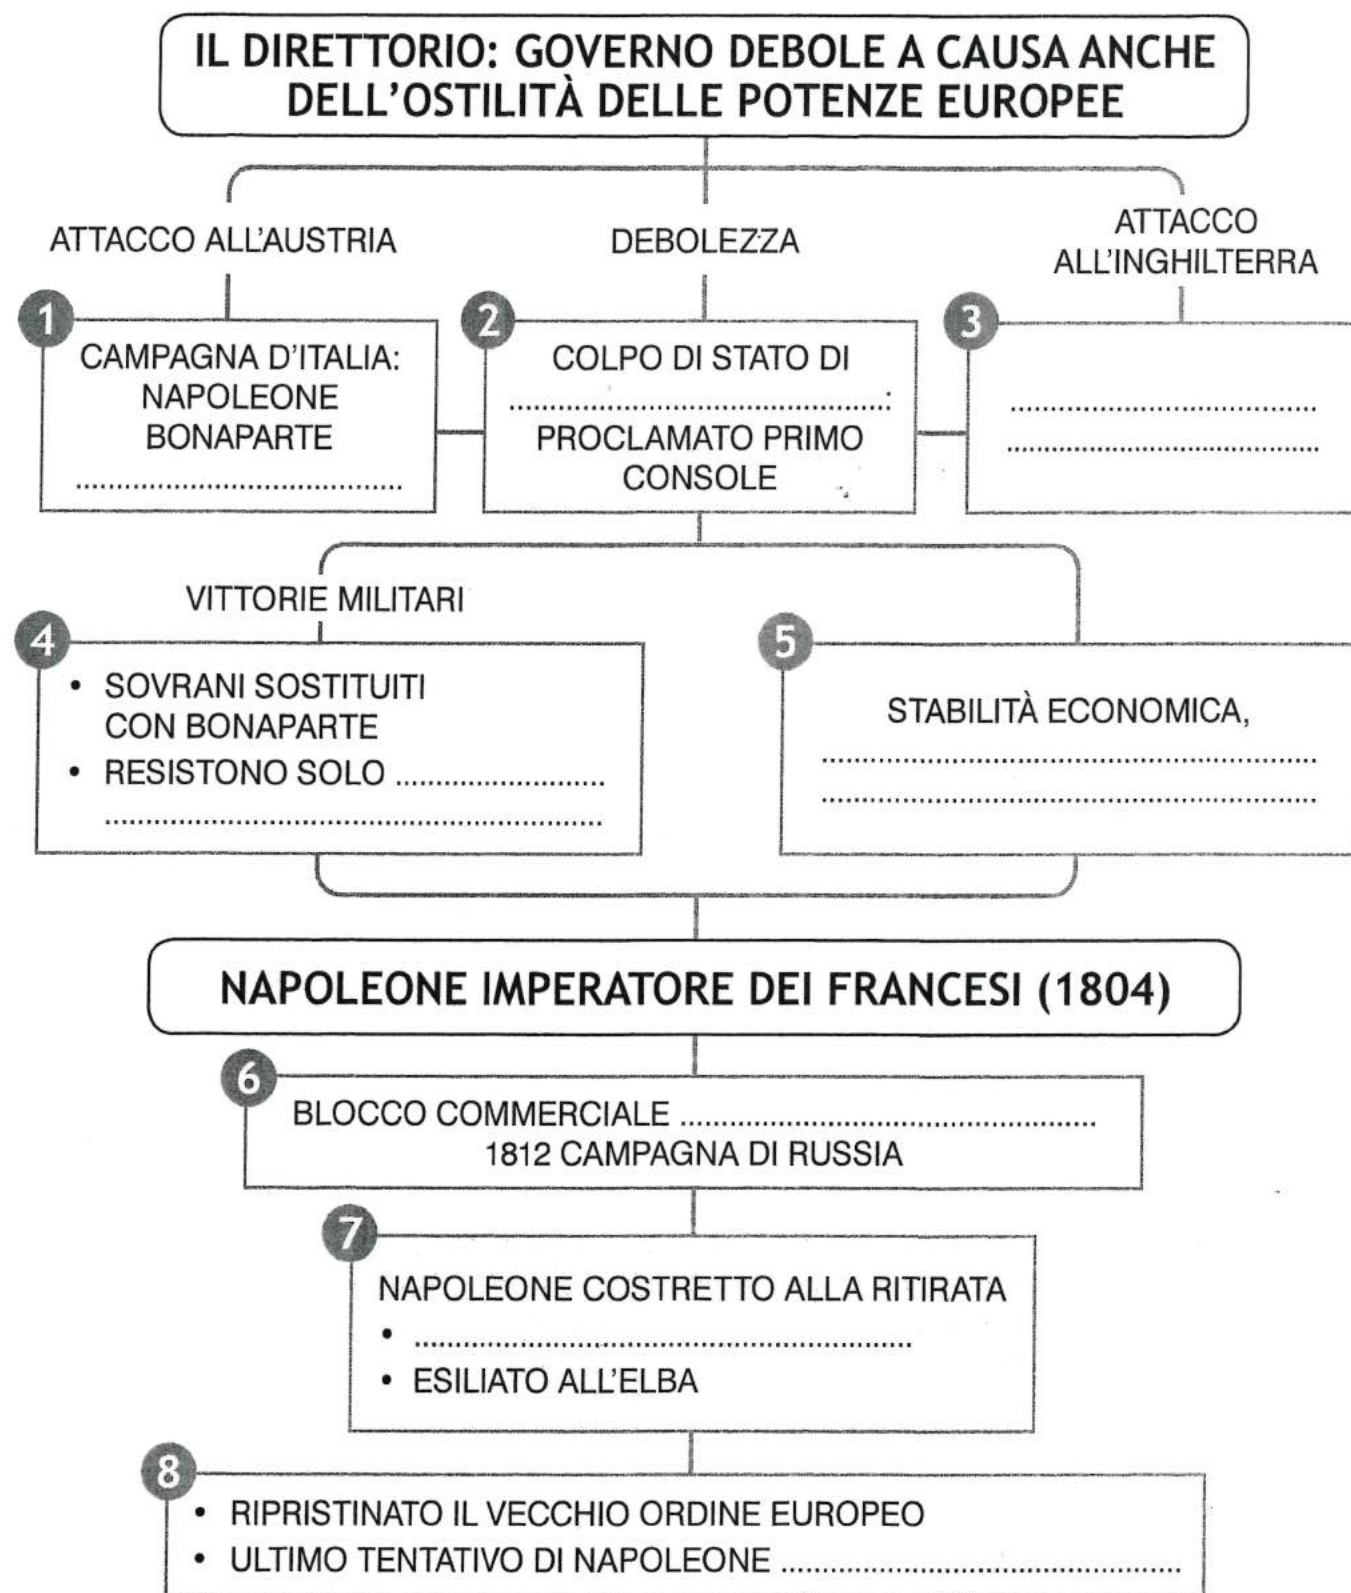 IL DIRETTORIO: GOVERNO DEBOLE A CAUSA ANCHE
DELL'OSTILITÀ DELLE POTENZE EUROPEE
ATTACCO ALL'AUSTRIA
DEBOLEZZA
ATTACCO
ALL'INGHILTERRA
1
CAMPAGNA D'ITALIA:
NAPOLEONE
BONAPARTE
................................
2
COLPO DI STATO DI
................................:
PROCLAMATO PRIMO
CONSOLE
3
................................
................................
VITTORIE MILITARI
4
• SOVRANI SOSTITUITI
CON BONAPARTE
• RESISTONO SOLO ................................
................................
5
STABILITÀ ECONOMICA,
................................
................................
NAPOLEONE IMPERATORE DEI FRANCESI (1804)
6
BLOCCO COMMERCIALE ................................
1812 CAMPAGNA DI RUSSIA
7
NAPOLEONE COSTRETTO ALLA RITIRATA
• ................................
• ESILIATO ALL'ELBA
8
• RIPRISTINATO IL VECCHIO ORDINE EUROPEO
• ULTIMO TENTATIVO DI NAPOLEONE ................................